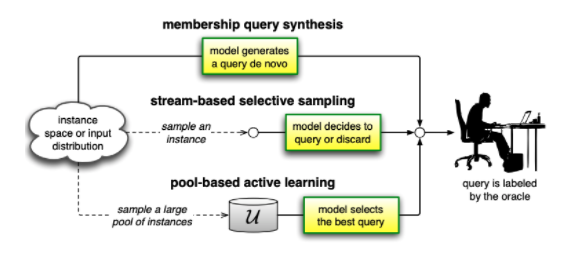 membership query synthesis
model generates
a query de novo
stream-based selective sampling
instance
space or input
distribution
sample an
instance
model decides to
query or discard
pool-based active learning
sample a large
pool of instances
U
model selects
the best query
query is labeled
by the oracle